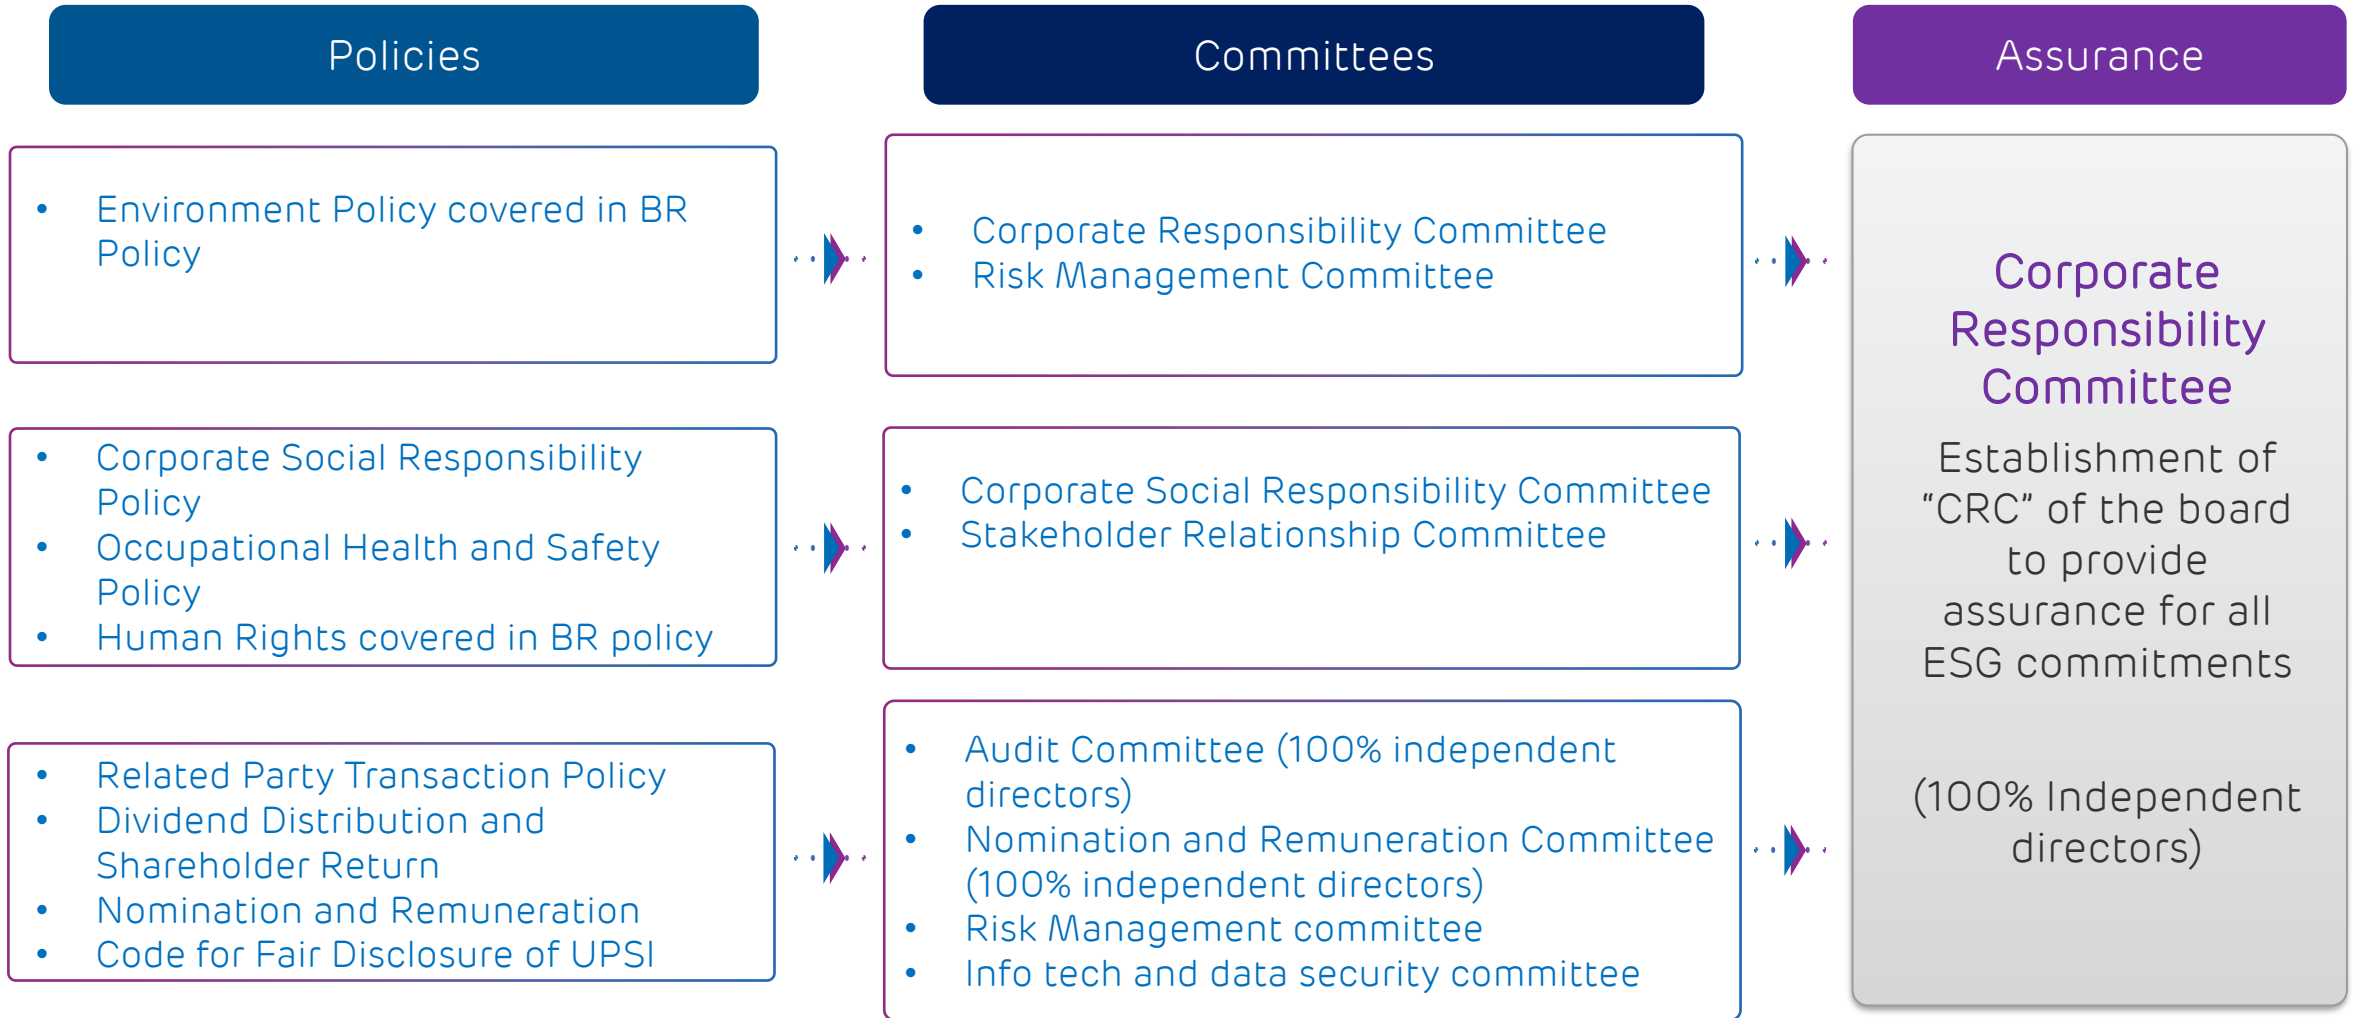 Policies
Committees
Assurance
• Environment Policy covered in BR
Policy
• Corporate Responsibility Committee
• Risk Management Committee
• Corporate Social Responsibility
Policy
• Occupational Health and Safety
Policy
• Human Rights covered in BR policy
• Corporate Social Responsibility Committee
• Stakeholder Relationship Committee
• Related Party Transaction Policy
• Dividend Distribution and
Shareholder Return
• Nomination and Remuneration
• Code for Fair Disclosure of UPSI
• Audit Committee (100% independent
directors)
• Nomination and Remuneration Committee
(100% independent directors)
• Risk Management committee
• Info tech and data security committee
Corporate
Responsibility
Committee
Establishment of
“CRC” of the board
to provide
assurance for all
ESG commitments
(100% Independent
directors)